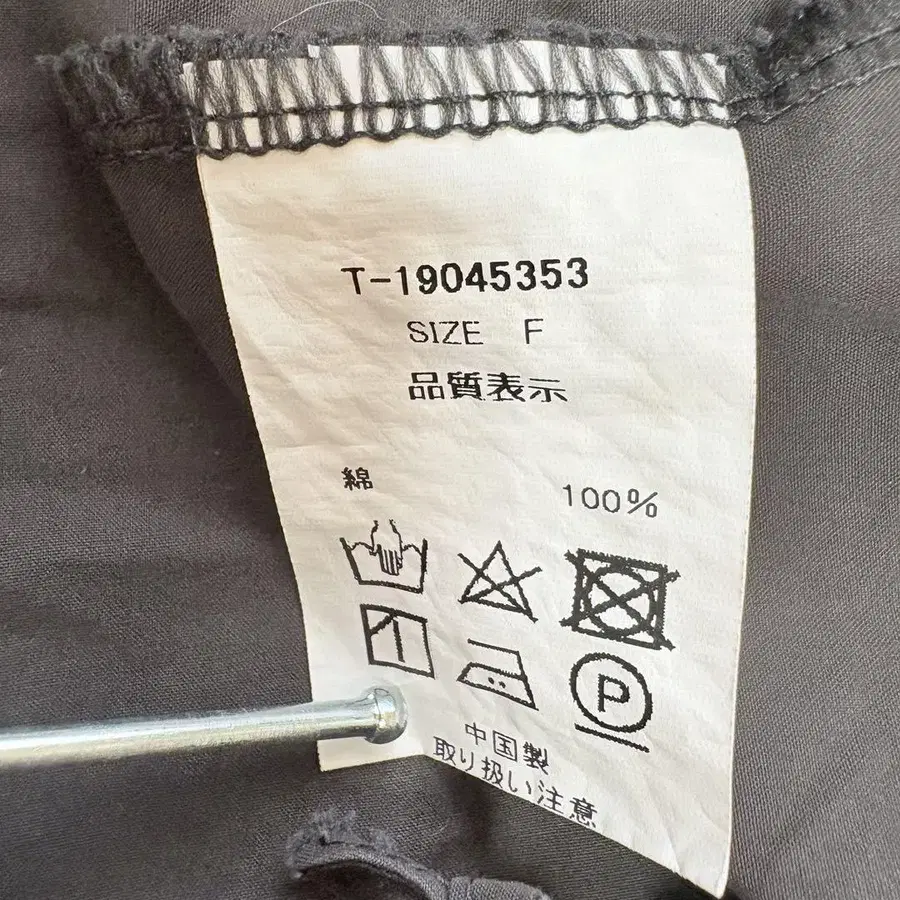 T-19045353
SIZE F
品質表示
綿 100%
P
中国製
取り扱い注意